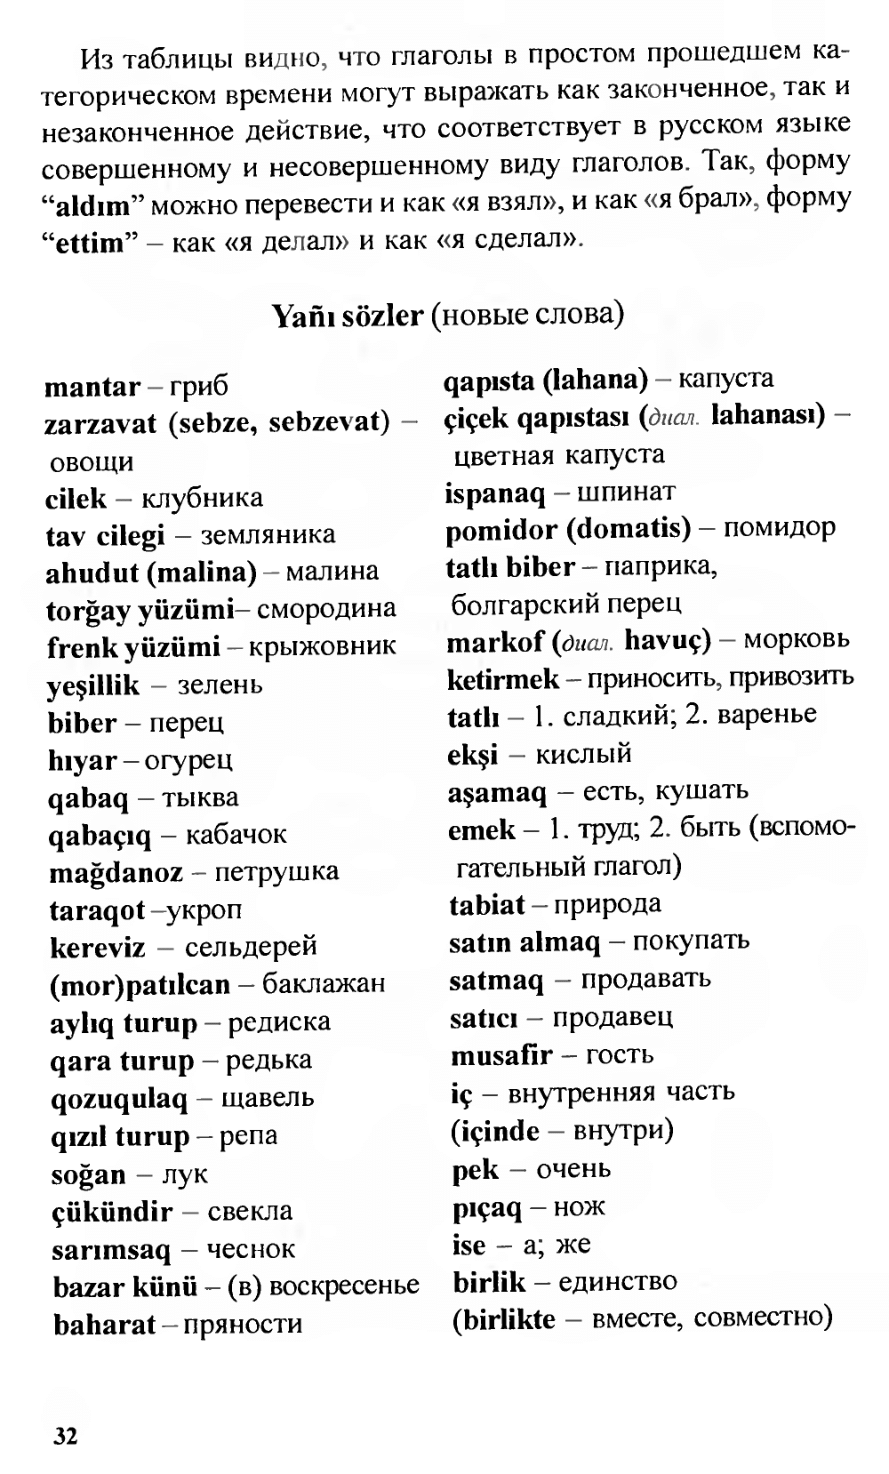 Из таблицы видно, что глаголы в простом прошедшем ка-
тегорическом времени могут выражать как законченное, так и
незаконченное действие, что соответствует в русском языке
совершенному и несовершенному виду глаголов. Так, форму
“aldım” можно перевести и как «я взял», и как «я брал», форму
“ettim” – как «я делал» и как «я сделал».
Yañı sözler (новые слова)
mantar – гриб
zarzavat (sebze, sebzevat) –
овощи
cilek – клубника
tav cilegi – земляника
ahudut (malina) – малина
torğay yüzümi– смородина
frenk yüzümi – крыжовник
yeşillik – зелень
biber – перец
hıyar – огурец
qabaq – тыква
qabaçıq – кабачок
mağdanoz – петрушка
taraqot –укроп
kereviz – сельдерей
(mor)patılcan – баклажан
aylıq turup – редиска
qara turup – редька
qozuqulaq – щавель
qızıl turup – репа
soğan – лук
çükündir – свекла
sarımsaq – чеснок
bazar künü – (в) воскресенье
baharat – пряности
qapısta (lahana) – капуста
çiçek qapıstası (диал. lahanası) –
цветная капуста
ispanaq – шпинат
pomidor (domatis) – помидор
tatlı biber – паприка,
болгарский перец
markof (диал. havuç) – морковь
ketirmek – приносить, привозить
tatlı – 1. сладкий; 2. варенье
ekşi – кислый
aşamaq – есть, кушать
emek – 1. труд; 2. быть (вспомо-
гательный глагол)
tabiat – природа
satın almaq – покупать
satmaq – продавать
satıcı – продавец
musafir – гость
iç – внутренняя часть
(içinde – внутри)
pek – очень
pıçaq – нож
ise – а; же
birlik – единство
(birlikte – вместе, совместно)
32